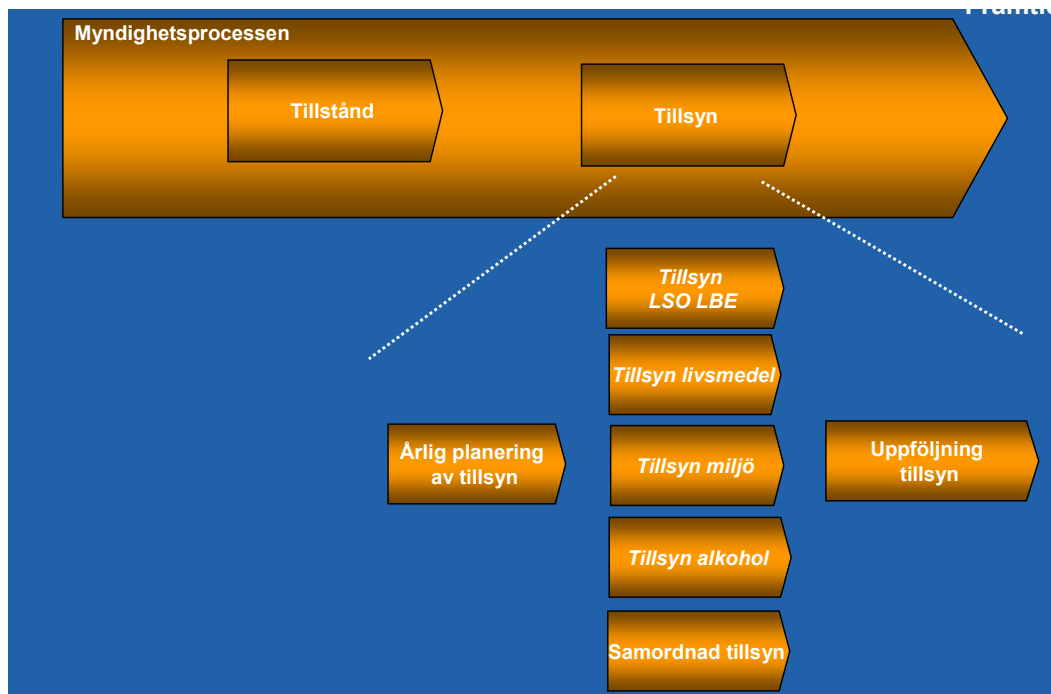 Myndighetsprocessen
Tillstånd
Tillsyn
Tillsyn
LSO LBE
Tillsyn livsmedel
Årlig planering
av tillsyn
Tillsyn miljö
Uppföljning
tillsyn
Tillsyn alkohol
Samordnad tillsyn